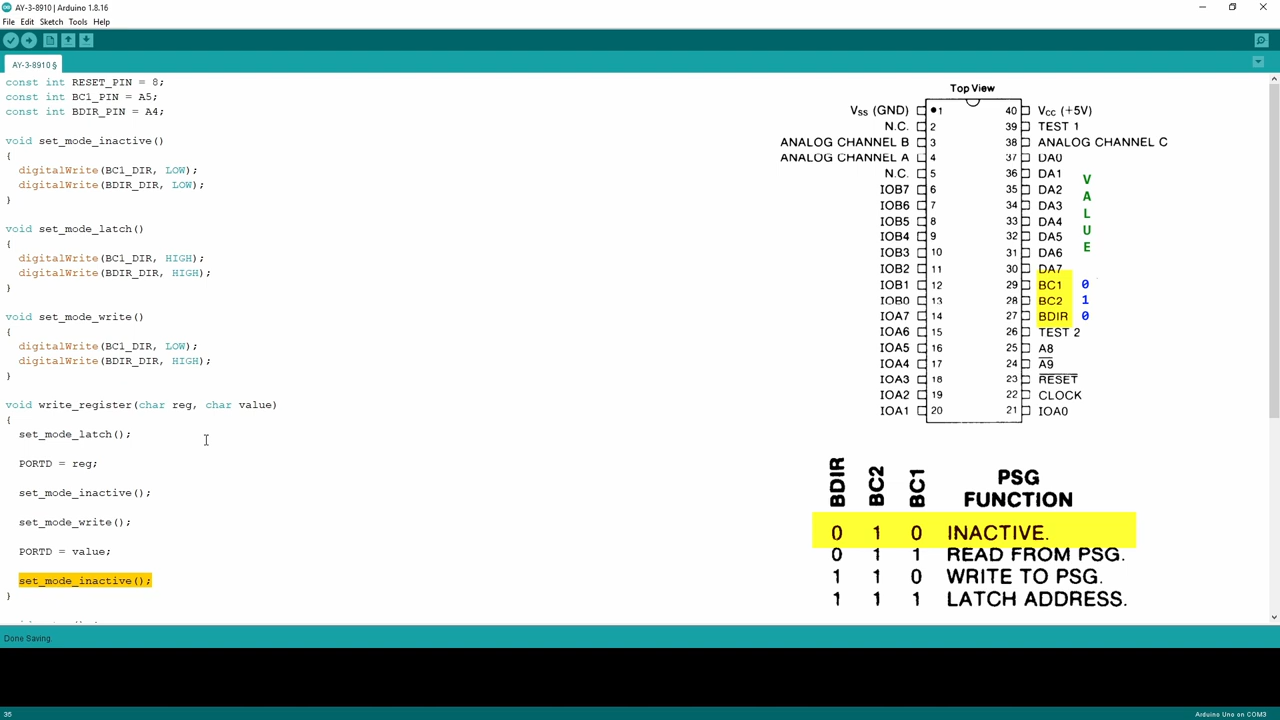 AY-3-8910 | Arduino 1.8.16
File Edit Sketch Tools Help
AY-3-8910 §
const int RESET_PIN = 8;
const int BC1_PIN = A5;
const int BDIR_PIN = A4;
void set_mode_inactive()
{
digitalWrite(BC1_DIR, LOW);
digitalWrite(BDIR_DIR, LOW);
}
void set_mode_latch()
{
digitalWrite(BC1_DIR, HIGH);
digitalWrite(BDIR_DIR, HIGH);
}
void set_mode_write()
{
digitalWrite(BC1_DIR, LOW);
digitalWrite(BDIR_DIR, HIGH);
}
void write_register(char reg, char value)
{
set_mode_latch();
PORTD = reg;
set_mode_inactive();
set_mode_write();
PORTD = value;
set_mode_inactive();
}
Top View
Vss (GND) 1 40 Vcc (+5V)
N.C. 2 39 TEST 1
ANALOG CHANNEL B 3 38 ANALOG CHANNEL C
ANALOG CHANNEL A 4 37 DA0
N.C. 5 36 DA1
IOB7 6 35 DA2
IOB6 7 34 DA3
IOB5 8 33 DA4
IOB4 9 32 DA5
IOB3 10 31 DA6
IOB2 11 30 DA7
IOB1 12 29 BC1 0
IOB0 13 28 BC2 1
IOA7 14 27 BDIR 0
IOA6 15 26 TEST 2
IOA5 16 25 A8
IOA4 17 24 A9
IOA3 18 23 RESET
IOA2 19 22 CLOCK
IOA1 20 21 IOA0
VALUE
BDIR BC2 BC1 PSG
FUNCTION
0 1 0 INACTIVE.
0 1 1 READ FROM PSG.
1 1 0 WRITE TO PSG.
1 1 1 LATCH ADDRESS.
Done Saving.
35 Arduino Uno on COM3